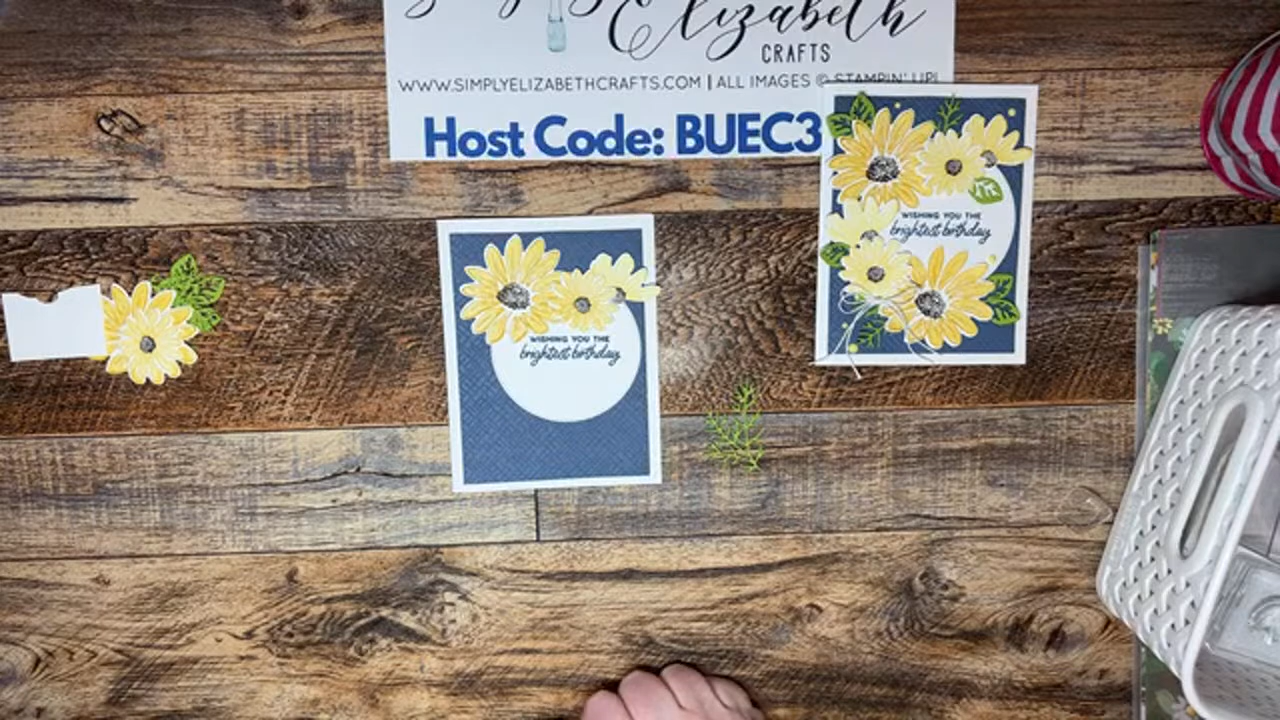 Elizabeth
CRAFTS
WWW.SIMPLYELIZABETHCRAFTS.COM | ALL IMAGES © STAMPIN' UP!
Host Code: BUEC3
WISHING YOU THE
brightest birthday
WISHING YOU THE
brightest birthday